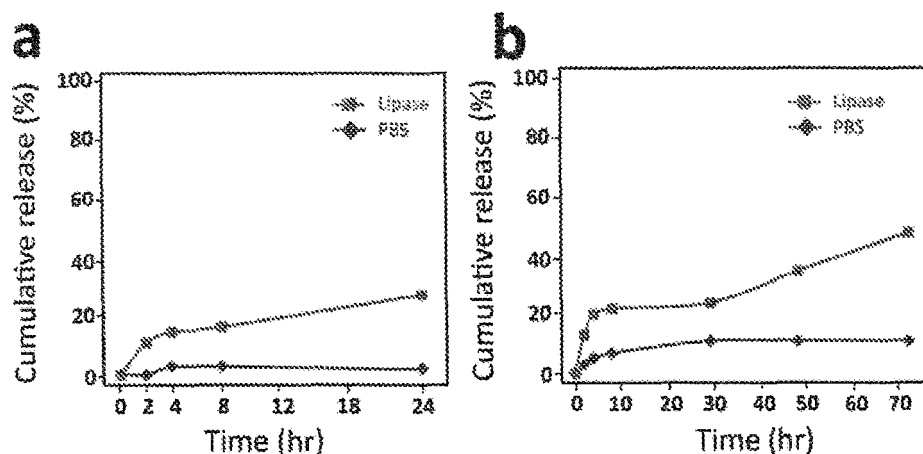 a
Cumulative release (%)
100
80
60
40
20
0
Lipase
PBS
0 2 4 8 12 18 24
Time (hr)
b
Cumulative release (%)
100
80
60
40
20
0
Lipase
PBS
0 10 20 30 40 50 60 70
Time (hr)